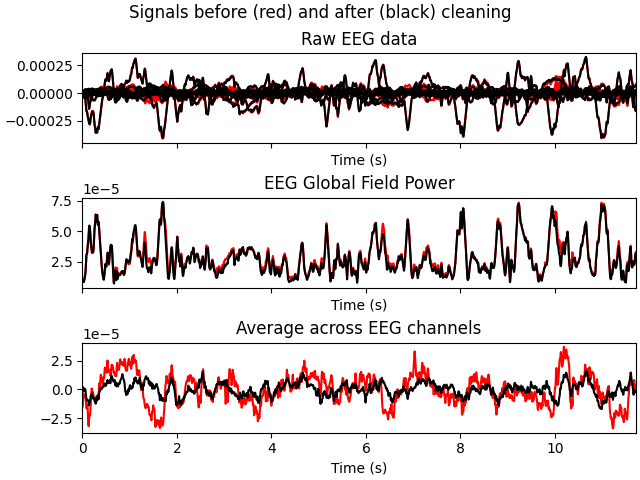 Signals before (red) and after (black) cleaning
Raw EEG data
0.00025
0.00000
−0.00025
Time (s)
EEG Global Field Power
1e−5
7.5
5.0
2.5
Time (s)
Average across EEG channels
1e−5
2.5
0.0
−2.5
0 2 4 6 8 10
Time (s)